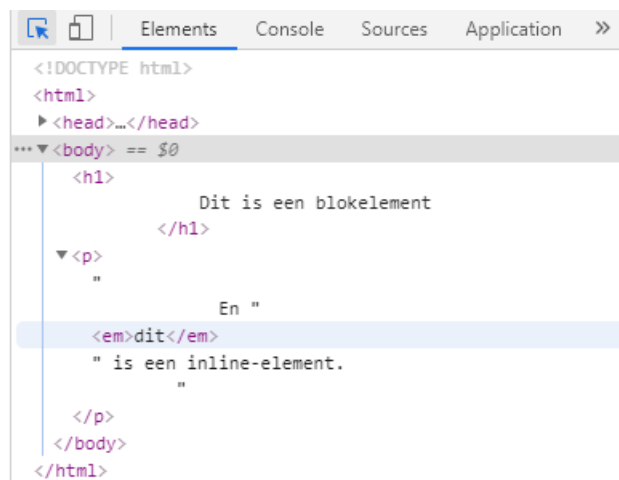 Elements Console Sources Application »
<!DOCTYPE html>
<html>
▶ <head>…</head>
••• ▼ <body> == $0
<h1>
Dit is een blokelement
</h1>
▼ <p>
"
En "
<em>dit</em>
" is een inline-element.
"
</p>
</body>
</html>